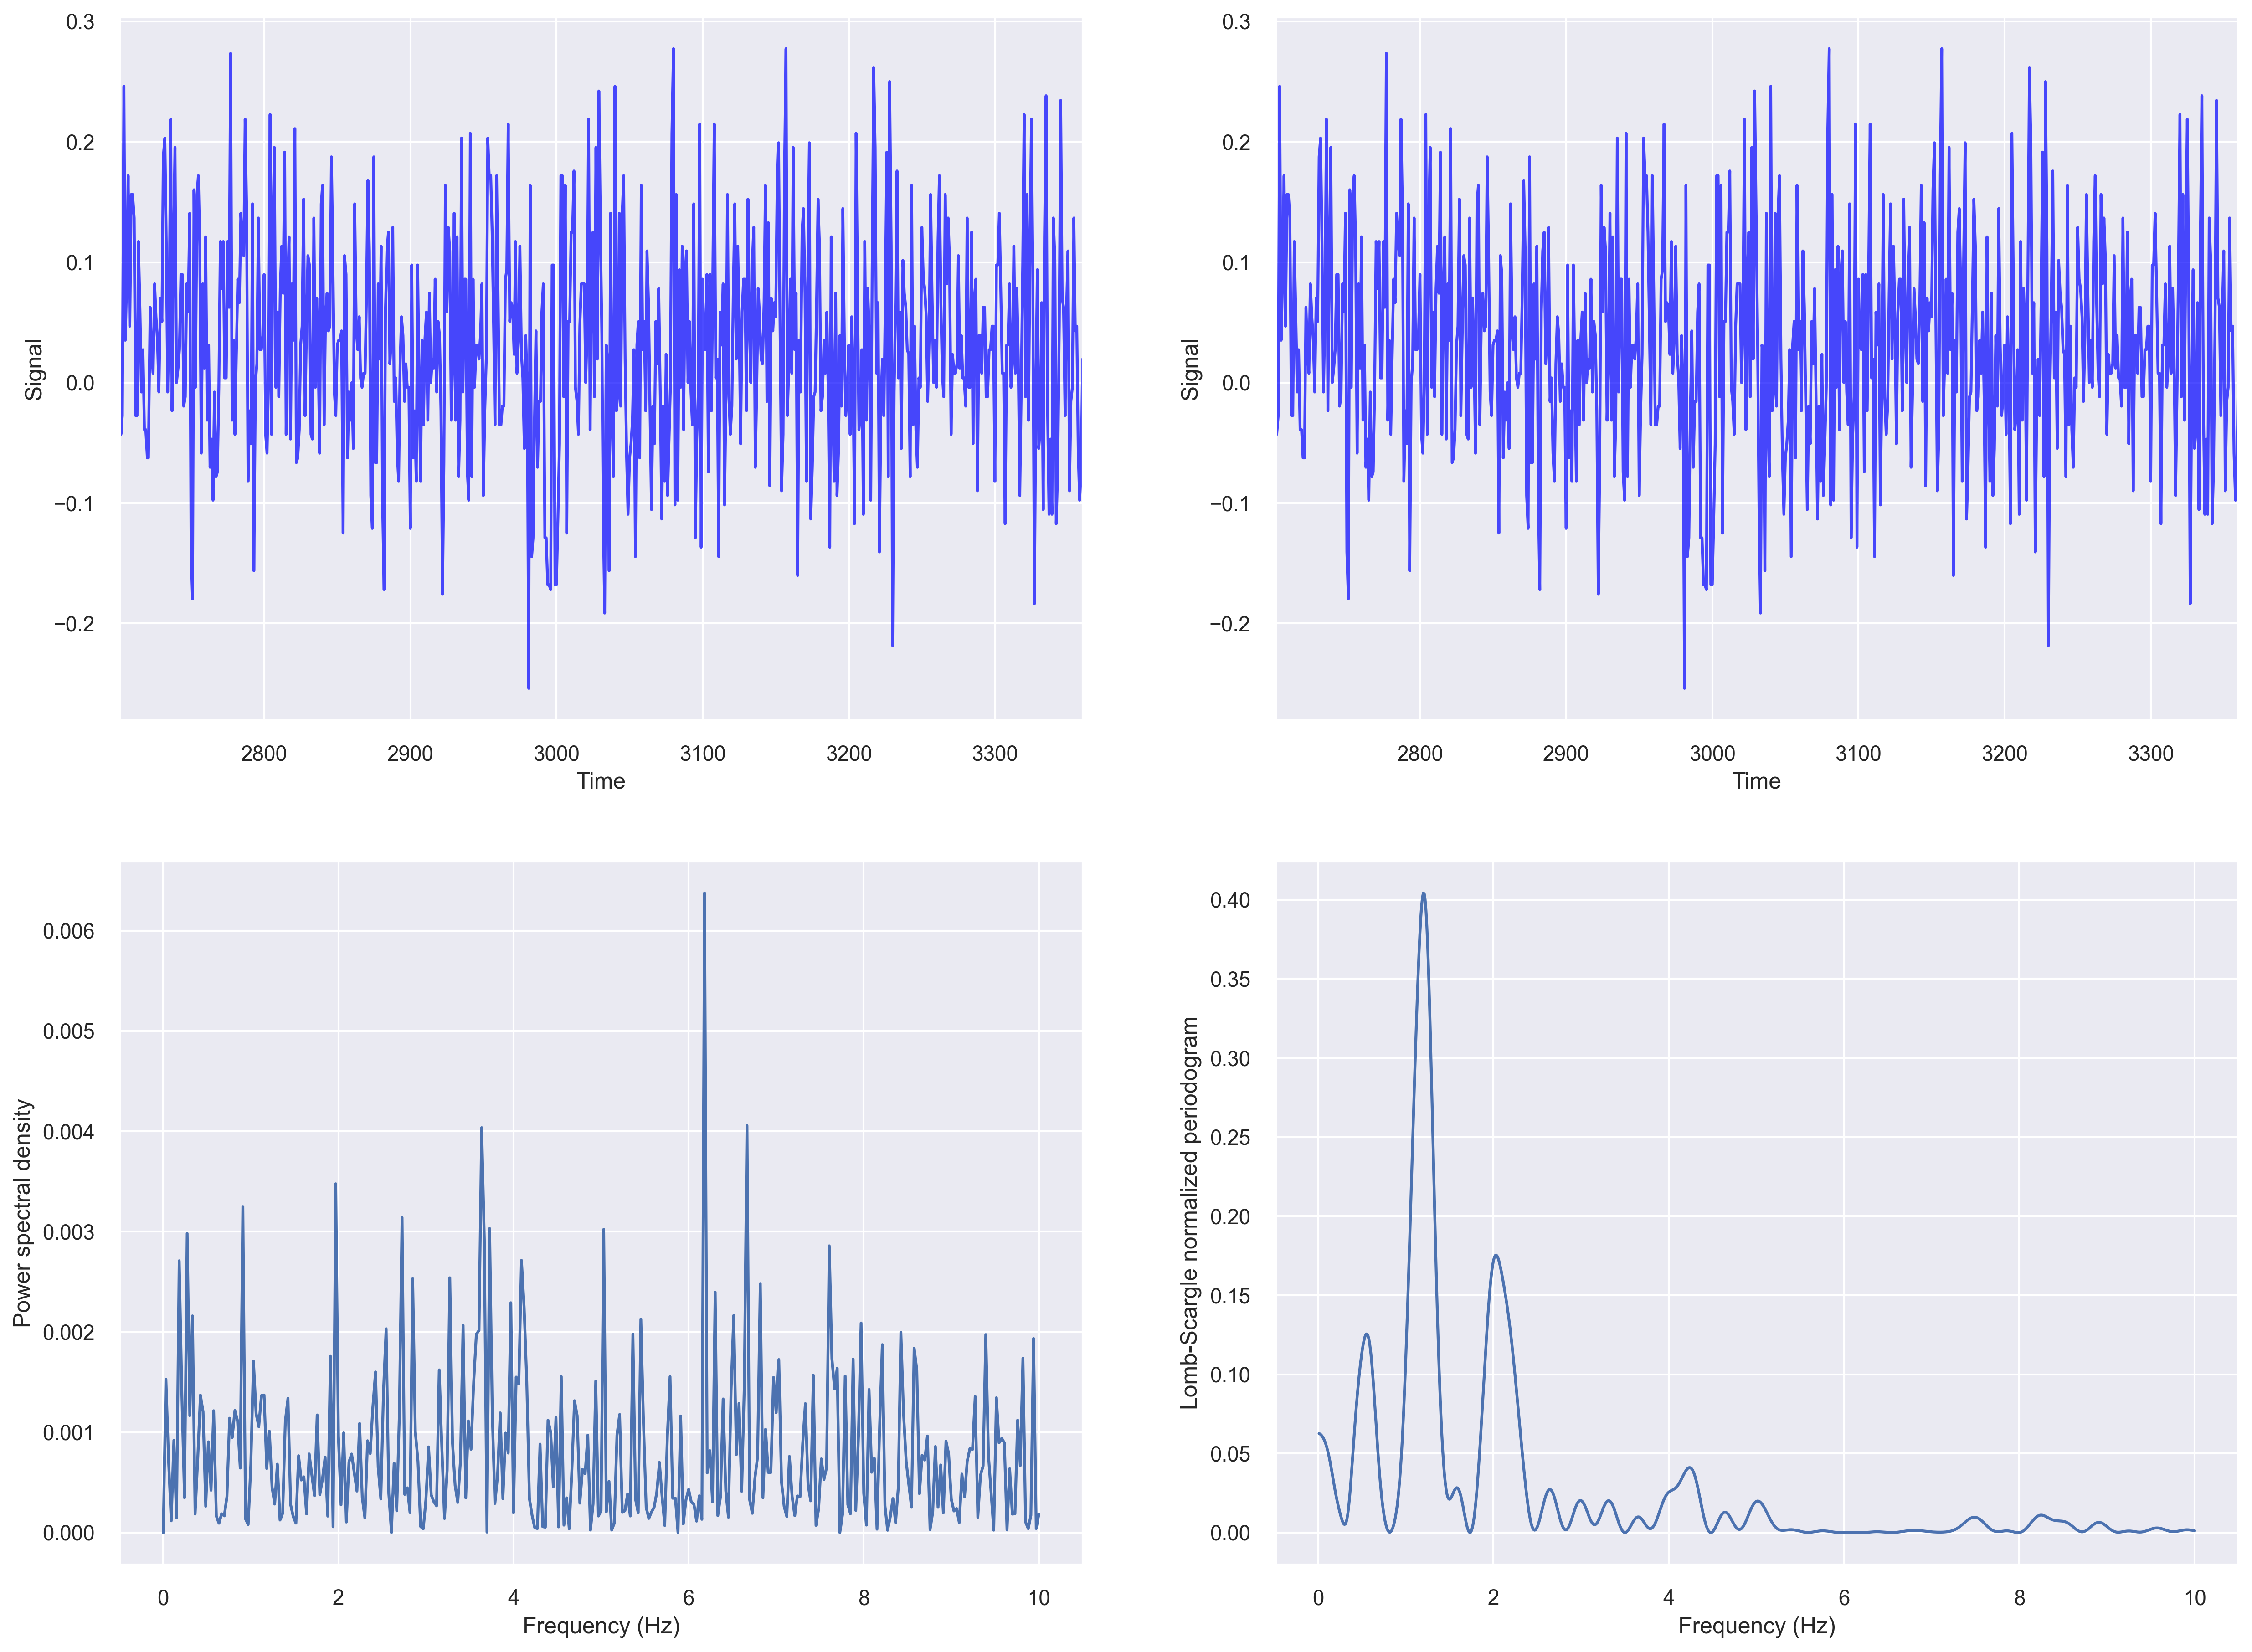 0.3
0.2
0.1
0.0
−0.1
−0.2
Signal
2800 2900 3000 3100 3200 3300
Time
0.3
0.2
0.1
0.0
−0.1
−0.2
Signal
2800 2900 3000 3100 3200 3300
Time
0.006
0.005
0.004
0.003
0.002
0.001
0.000
Power spectral density
0 2 4 6 8 10
Frequency (Hz)
0.40
0.35
0.30
0.25
0.20
0.15
0.10
0.05
0.00
Lomb-Scargle normalized periodogram
0 2 4 6 8 10
Frequency (Hz)